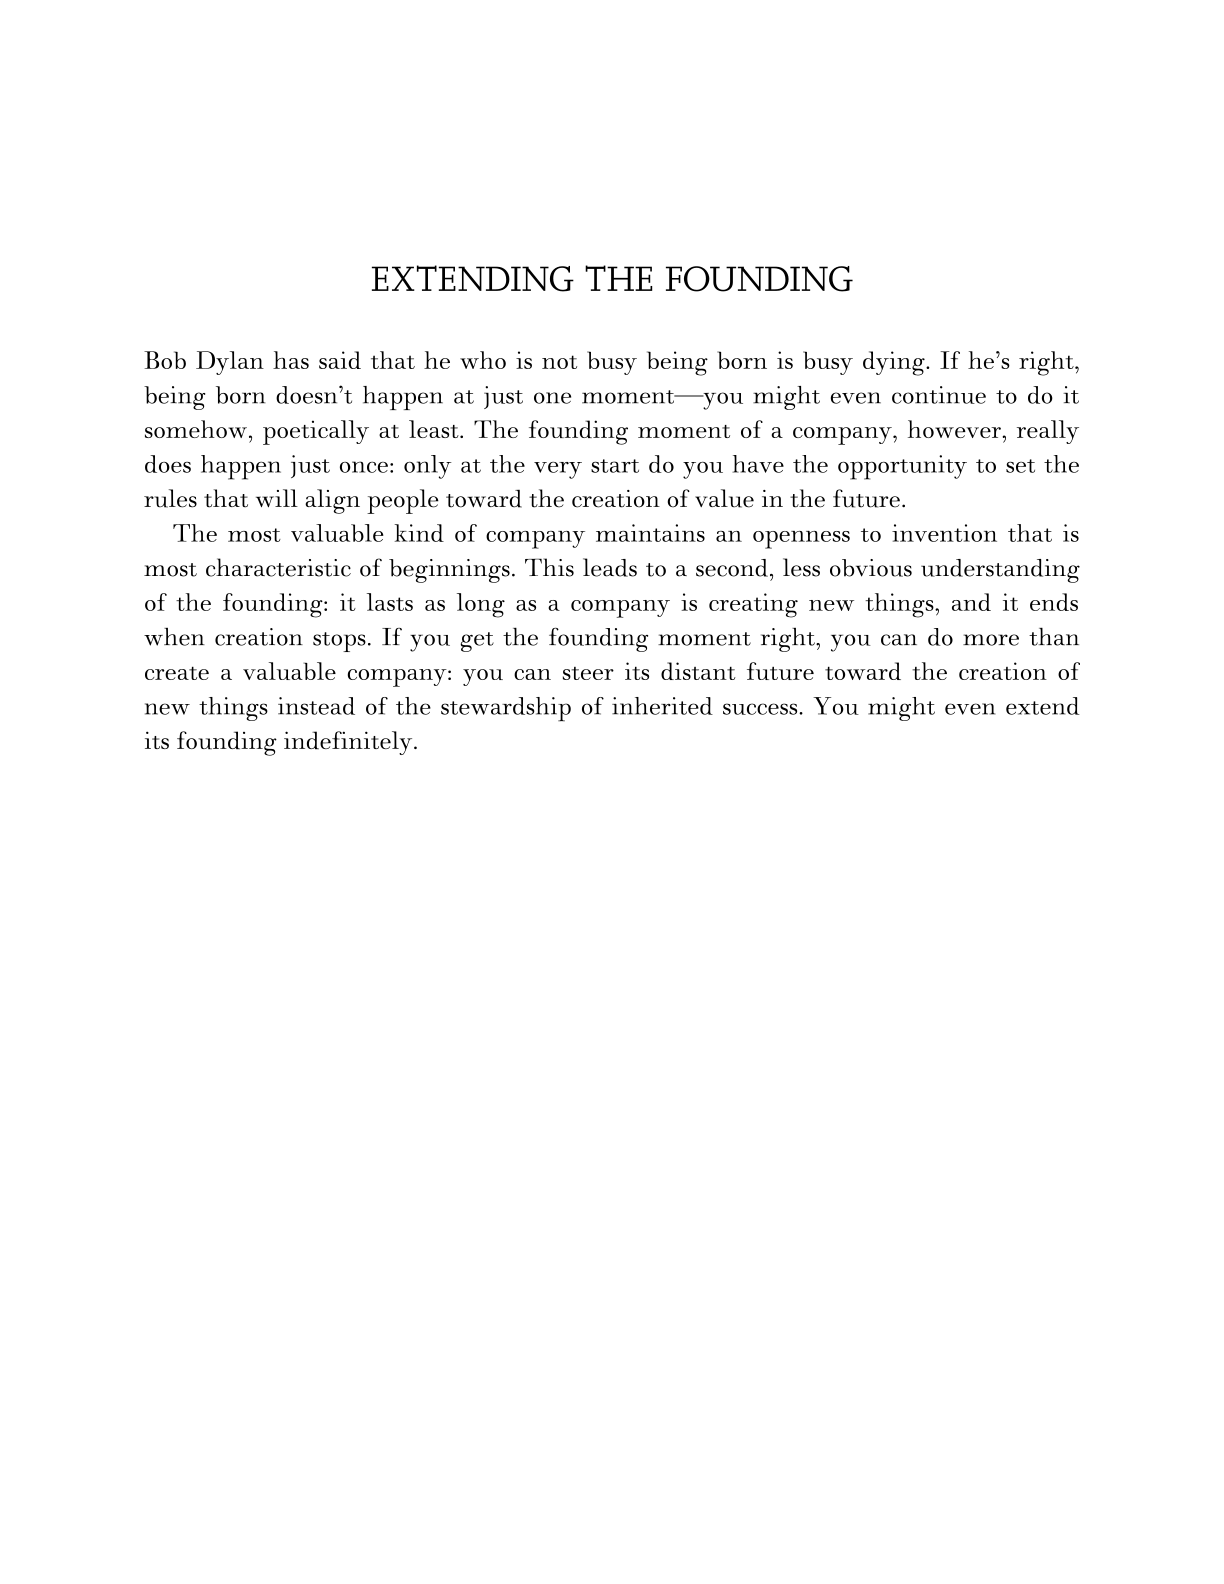 EXTENDING THE FOUNDING
Bob Dylan has said that he who is not busy being born is busy dying. If he’s right,
being born doesn’t happen at just one moment—you might even continue to do it
somehow, poetically at least. The founding moment of a company, however, really
does happen just once: only at the very start do you have the opportunity to set the
rules that will align people toward the creation of value in the future.
The most valuable kind of company maintains an openness to invention that is
most characteristic of beginnings. This leads to a second, less obvious understanding
of the founding: it lasts as long as a company is creating new things, and it ends
when creation stops. If you get the founding moment right, you can do more than
create a valuable company: you can steer its distant future toward the creation of
new things instead of the stewardship of inherited success. You might even extend
its founding indefinitely.